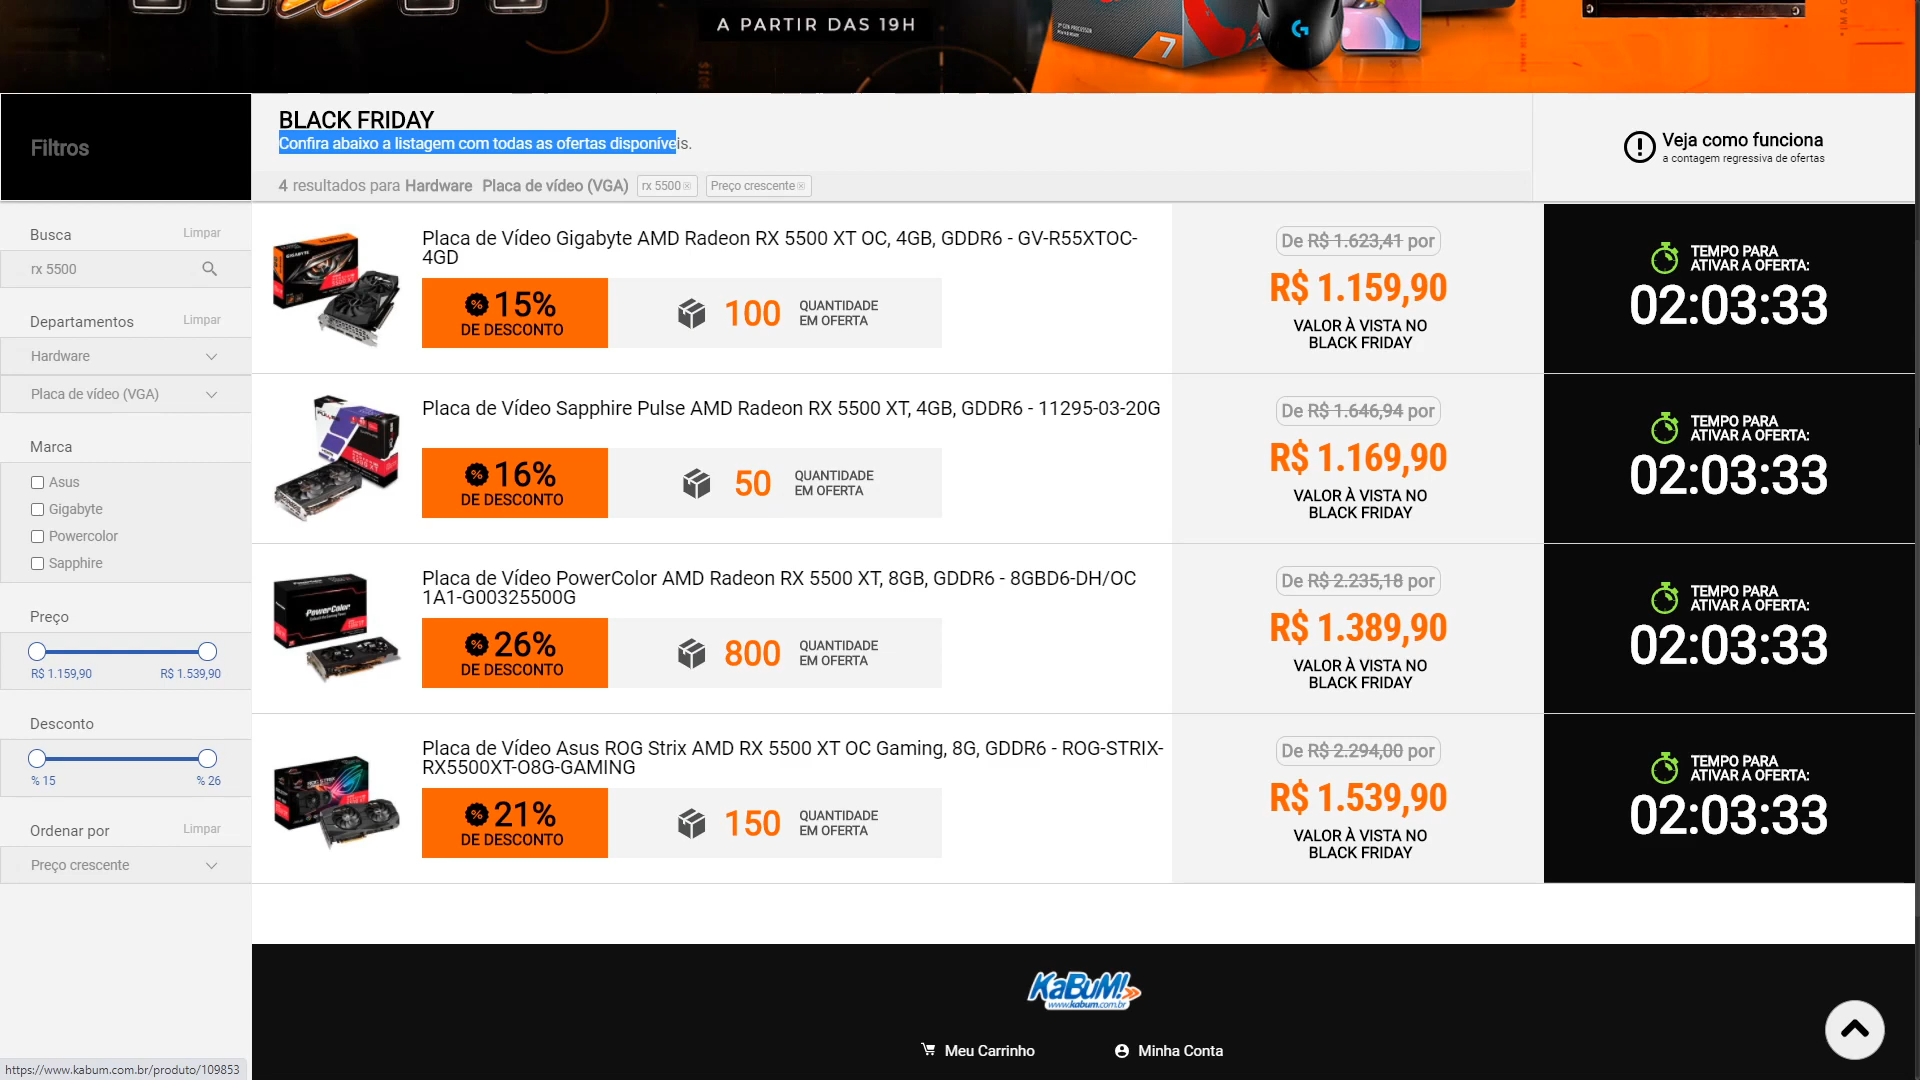 A PARTIR DAS 19H
7
Filtros
BLACK FRIDAY
Confira abaixo a listagem com todas as ofertas disponíveis.
Veja como funciona
a contagem regressiva de ofertas
4 resultados para Hardware Placa de vídeo (VGA) rx 5500 Preço crescente
Busca Limpar
rx 5500
Departamentos Limpar
Hardware
Placa de vídeo (VGA)
Marca
Asus
Gigabyte
Powercolor
Sapphire
Preço
R$ 1.159,90 R$ 1.539,90
Desconto
% 15 % 26
Ordenar por Limpar
Preço crescente
Placa de Vídeo Gigabyte AMD Radeon RX 5500 XT OC, 4GB, GDDR6 - GV-R55XTOC-
4GD
% 15%
DE DESCONTO
100 QUANTIDADE
EM OFERTA
De R$ 1.623,41 por
R$ 1.159,90
VALOR À VISTA NO
BLACK FRIDAY
TEMPO PARA
ATIVAR A OFERTA:
02:03:33
Placa de Vídeo Sapphire Pulse AMD Radeon RX 5500 XT, 4GB, GDDR6 - 11295-03-20G
% 16%
DE DESCONTO
50 QUANTIDADE
EM OFERTA
De R$ 1.646,94 por
R$ 1.169,90
VALOR À VISTA NO
BLACK FRIDAY
TEMPO PARA
ATIVAR A OFERTA:
02:03:33
Placa de Vídeo PowerColor AMD Radeon RX 5500 XT, 8GB, GDDR6 - 8GBD6-DH/OC
1A1-G00325500G
% 26%
DE DESCONTO
800 QUANTIDADE
EM OFERTA
De R$ 2.235,18 por
R$ 1.389,90
VALOR À VISTA NO
BLACK FRIDAY
TEMPO PARA
ATIVAR A OFERTA:
02:03:33
Placa de Vídeo Asus ROG Strix AMD RX 5500 XT OC Gaming, 8G, GDDR6 - ROG-STRIX-
RX5500XT-O8G-GAMING
% 21%
DE DESCONTO
150 QUANTIDADE
EM OFERTA
De R$ 2.294,00 por
R$ 1.539,90
VALOR À VISTA NO
BLACK FRIDAY
TEMPO PARA
ATIVAR A OFERTA:
02:03:33
KaBuM!
www.kabum.com.br
Meu Carrinho Minha Conta
https://www.kabum.com.br/produto/109853